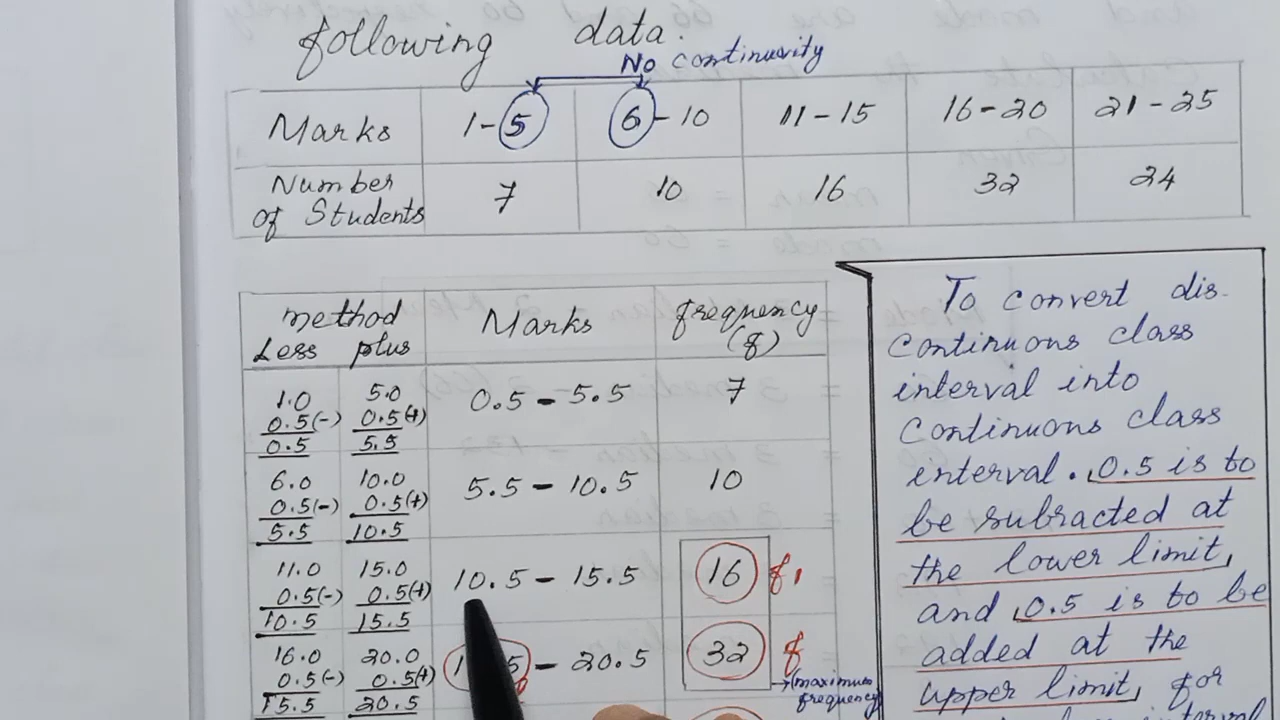 following data.
No continuity
Marks 1-5 6-10 11-15 16-20 21-25
Number of Students 7 10 16 32 24
method Marks frequency
Less plus (f)
1.0 5.0 0.5-5.5 7
0.5(-) 0.5(+)
0.5 5.5
6.0 10.0 5.5-10.5 10
0.5(-) 0.5(+)
5.5 10.5
11.0 15.0 10.5-15.5 16 f1
0.5(-) 0.5(+)
10.5 15.5
16.0 20.0 -20.5 32 f
0.5(-) 0.5(+)
15.5 20.5
(maximum
frequency
To convert dis-
continuous class
interval into
continuous class
interval. 0.5 is to
be subracted at
the lower limit,
and 0.5 is to be
added at the
upper limit, for